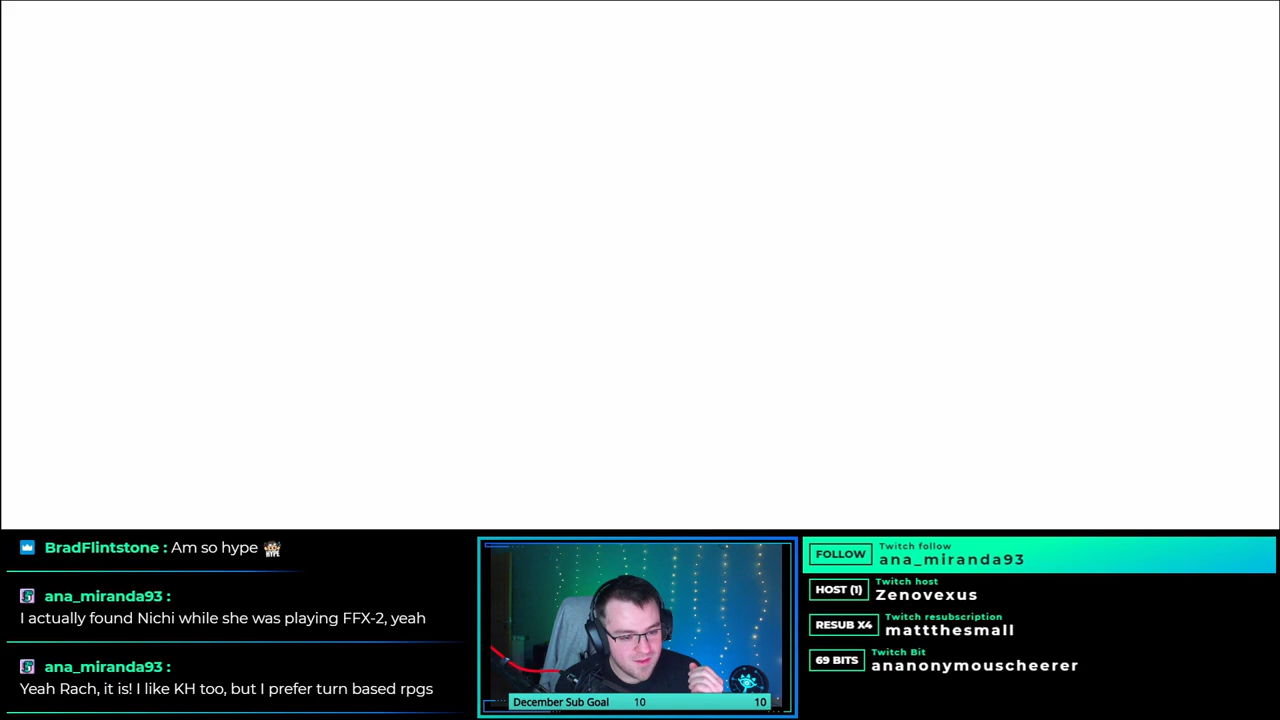 BradFlintstone : Am so hype
ana_miranda93 :
I actually found Nichi while she was playing FFX-2, yeah
ana_miranda93 :
Yeah Rach, it is! I like KH too, but I prefer turn based rpgs
December Sub Goal 10 10
FOLLOW
Twitch follow
ana_miranda93
HOST (1)
Twitch host
Zenovexus
RESUB X4
Twitch resubscription
mattthesmall
69 BITS
Twitch Bit
ananonymouscheerer